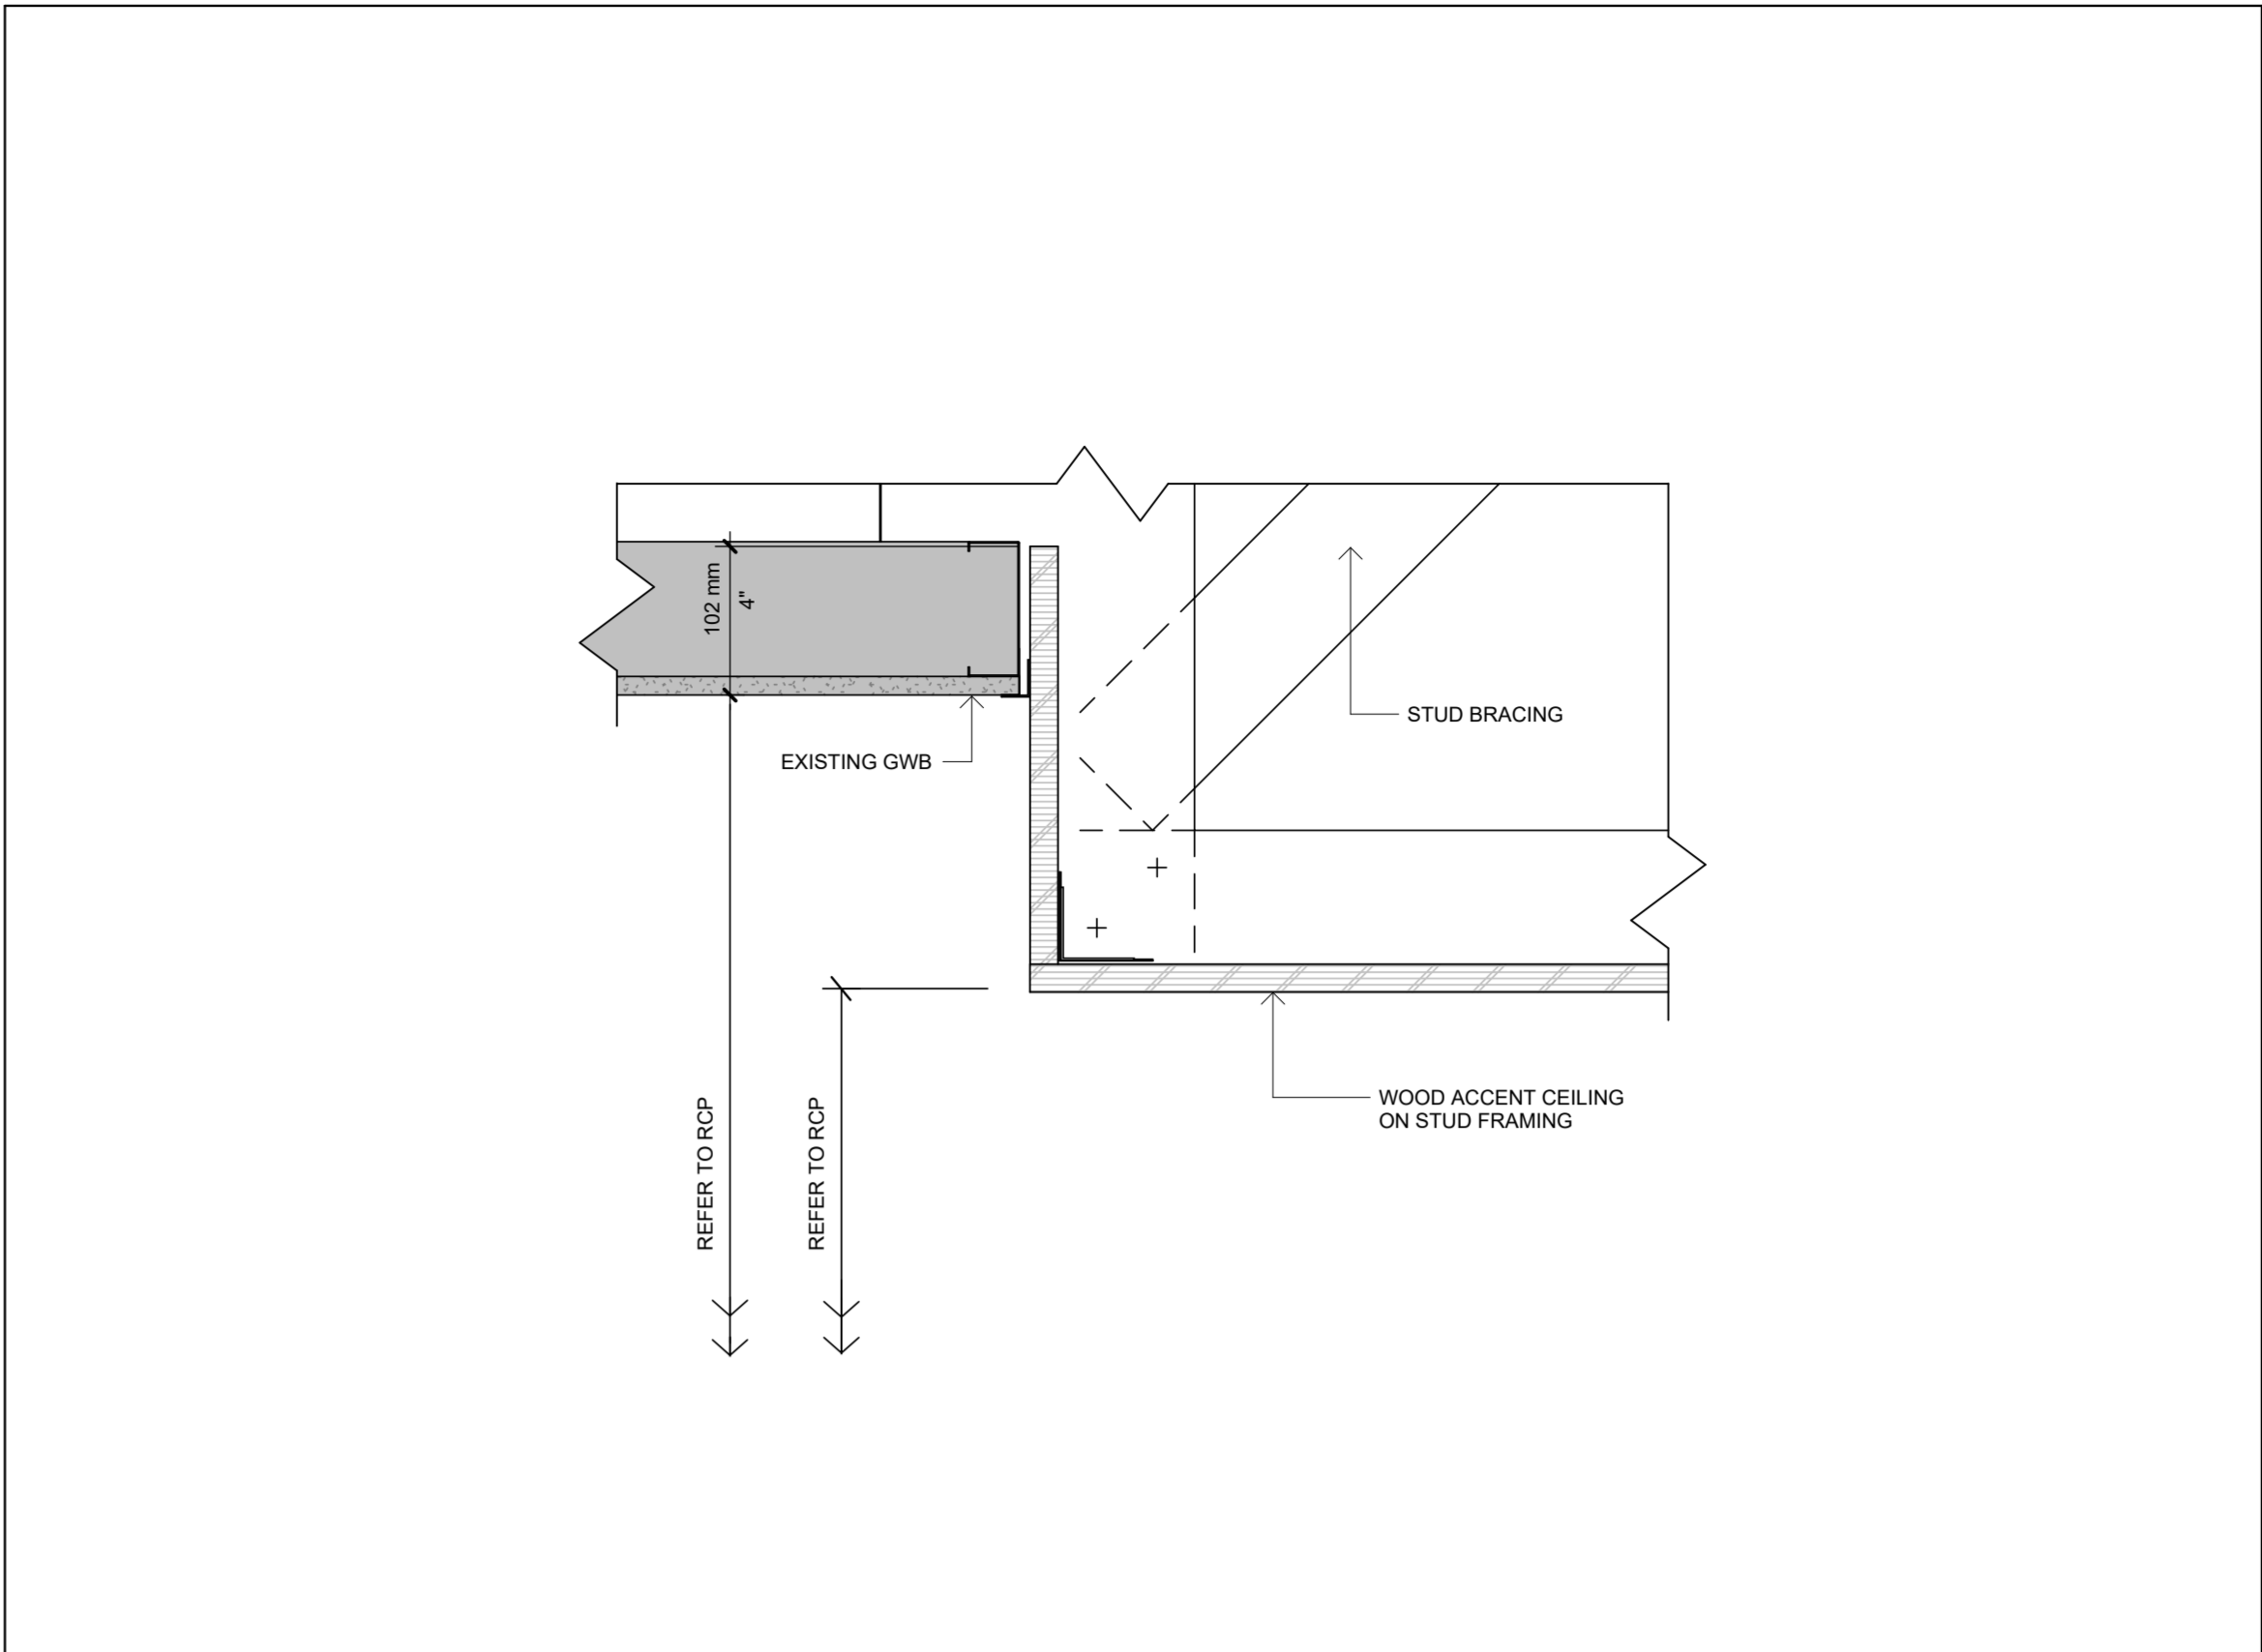 102 mm
4"
STUD BRACING
EXISTING GWB
WOOD ACCENT CEILING
ON STUD FRAMING
REFER TO RCP
REFER TO RCP